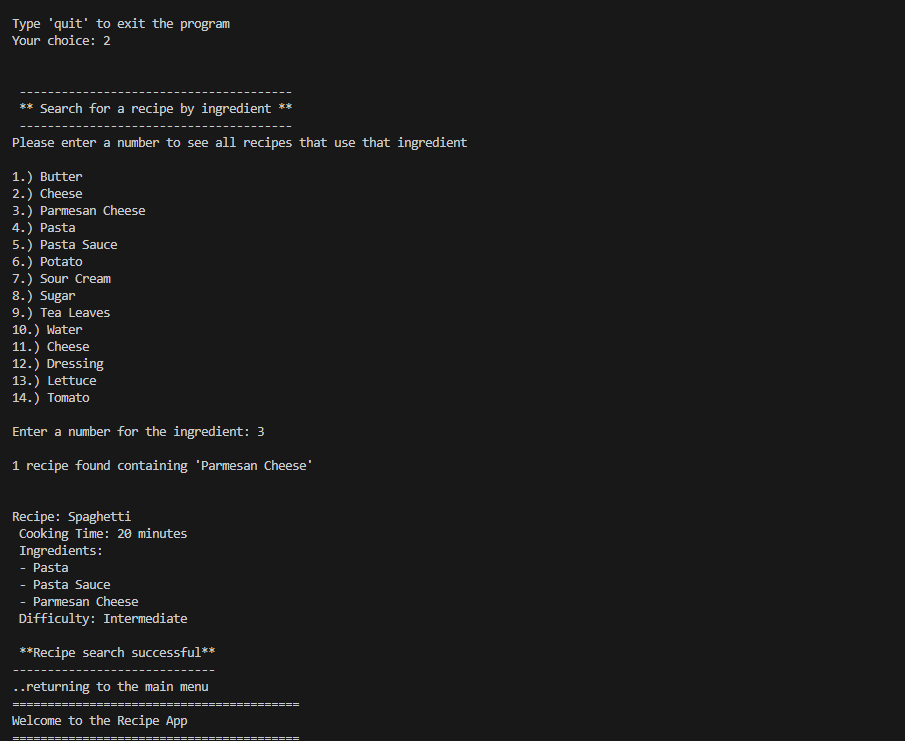 Type 'quit' to exit the program
Your choice: 2
---------------------------------------
** Search for a recipe by ingredient **
---------------------------------------
Please enter a number to see all recipes that use that ingredient
1.) Butter
2.) Cheese
3.) Parmesan Cheese
4.) Pasta
5.) Pasta Sauce
6.) Potato
7.) Sour Cream
8.) Sugar
9.) Tea Leaves
10.) Water
11.) Cheese
12.) Dressing
13.) Lettuce
14.) Tomato
Enter a number for the ingredient: 3
1 recipe found containing 'Parmesan Cheese'
Recipe: Spaghetti
Cooking Time: 20 minutes
Ingredients:
- Pasta
- Pasta Sauce
- Parmesan Cheese
Difficulty: Intermediate
**Recipe search successful**
-----------------------------
..returning to the main menu
=========================================
Welcome to the Recipe App
=========================================